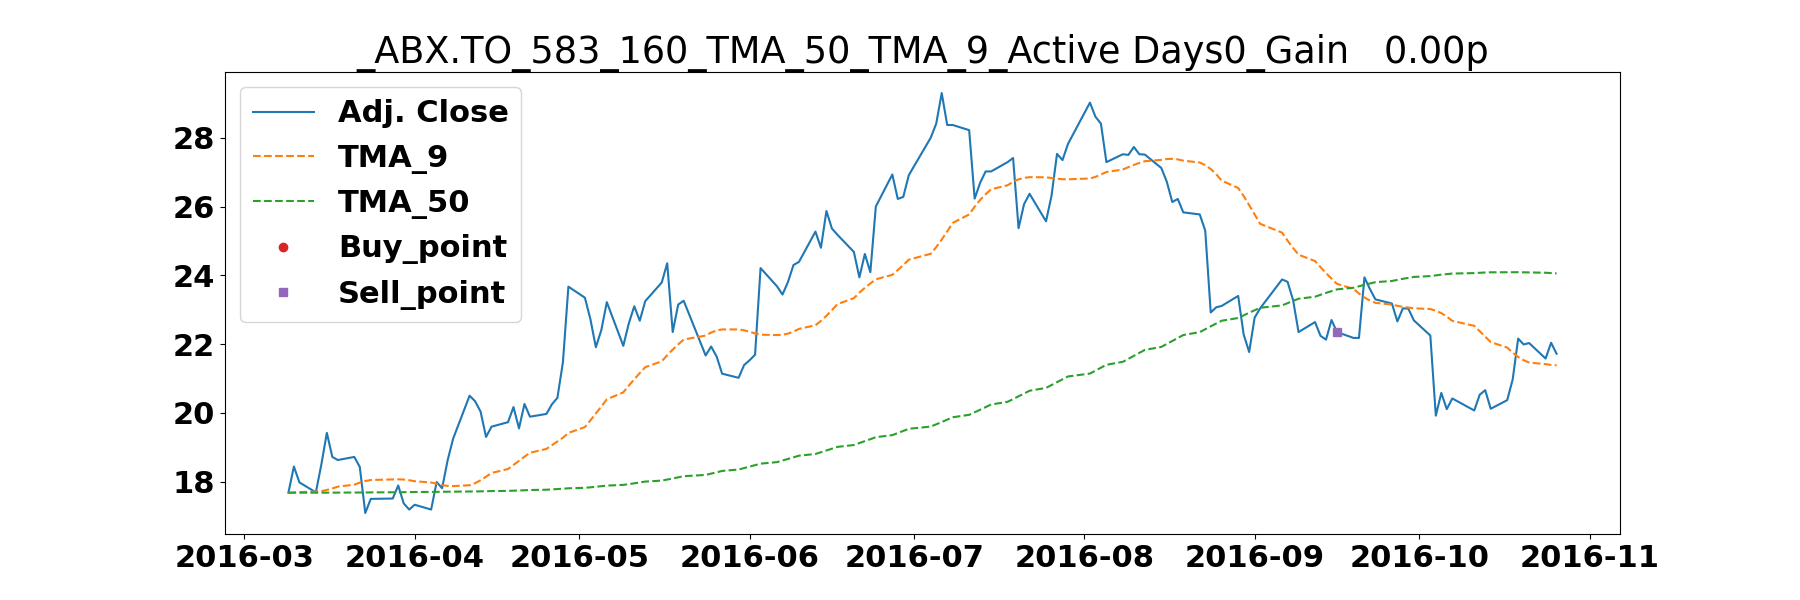 _ABX.TO_583_160_TMA_50_TMA_9_Active Days0_Gain   0.00p
Adj. Close
TMA_9
TMA_50
Buy_point
Sell_point
28
26
24
22
20
18
2016-03 2016-04 2016-05 2016-06 2016-07 2016-08 2016-09 2016-10 2016-11